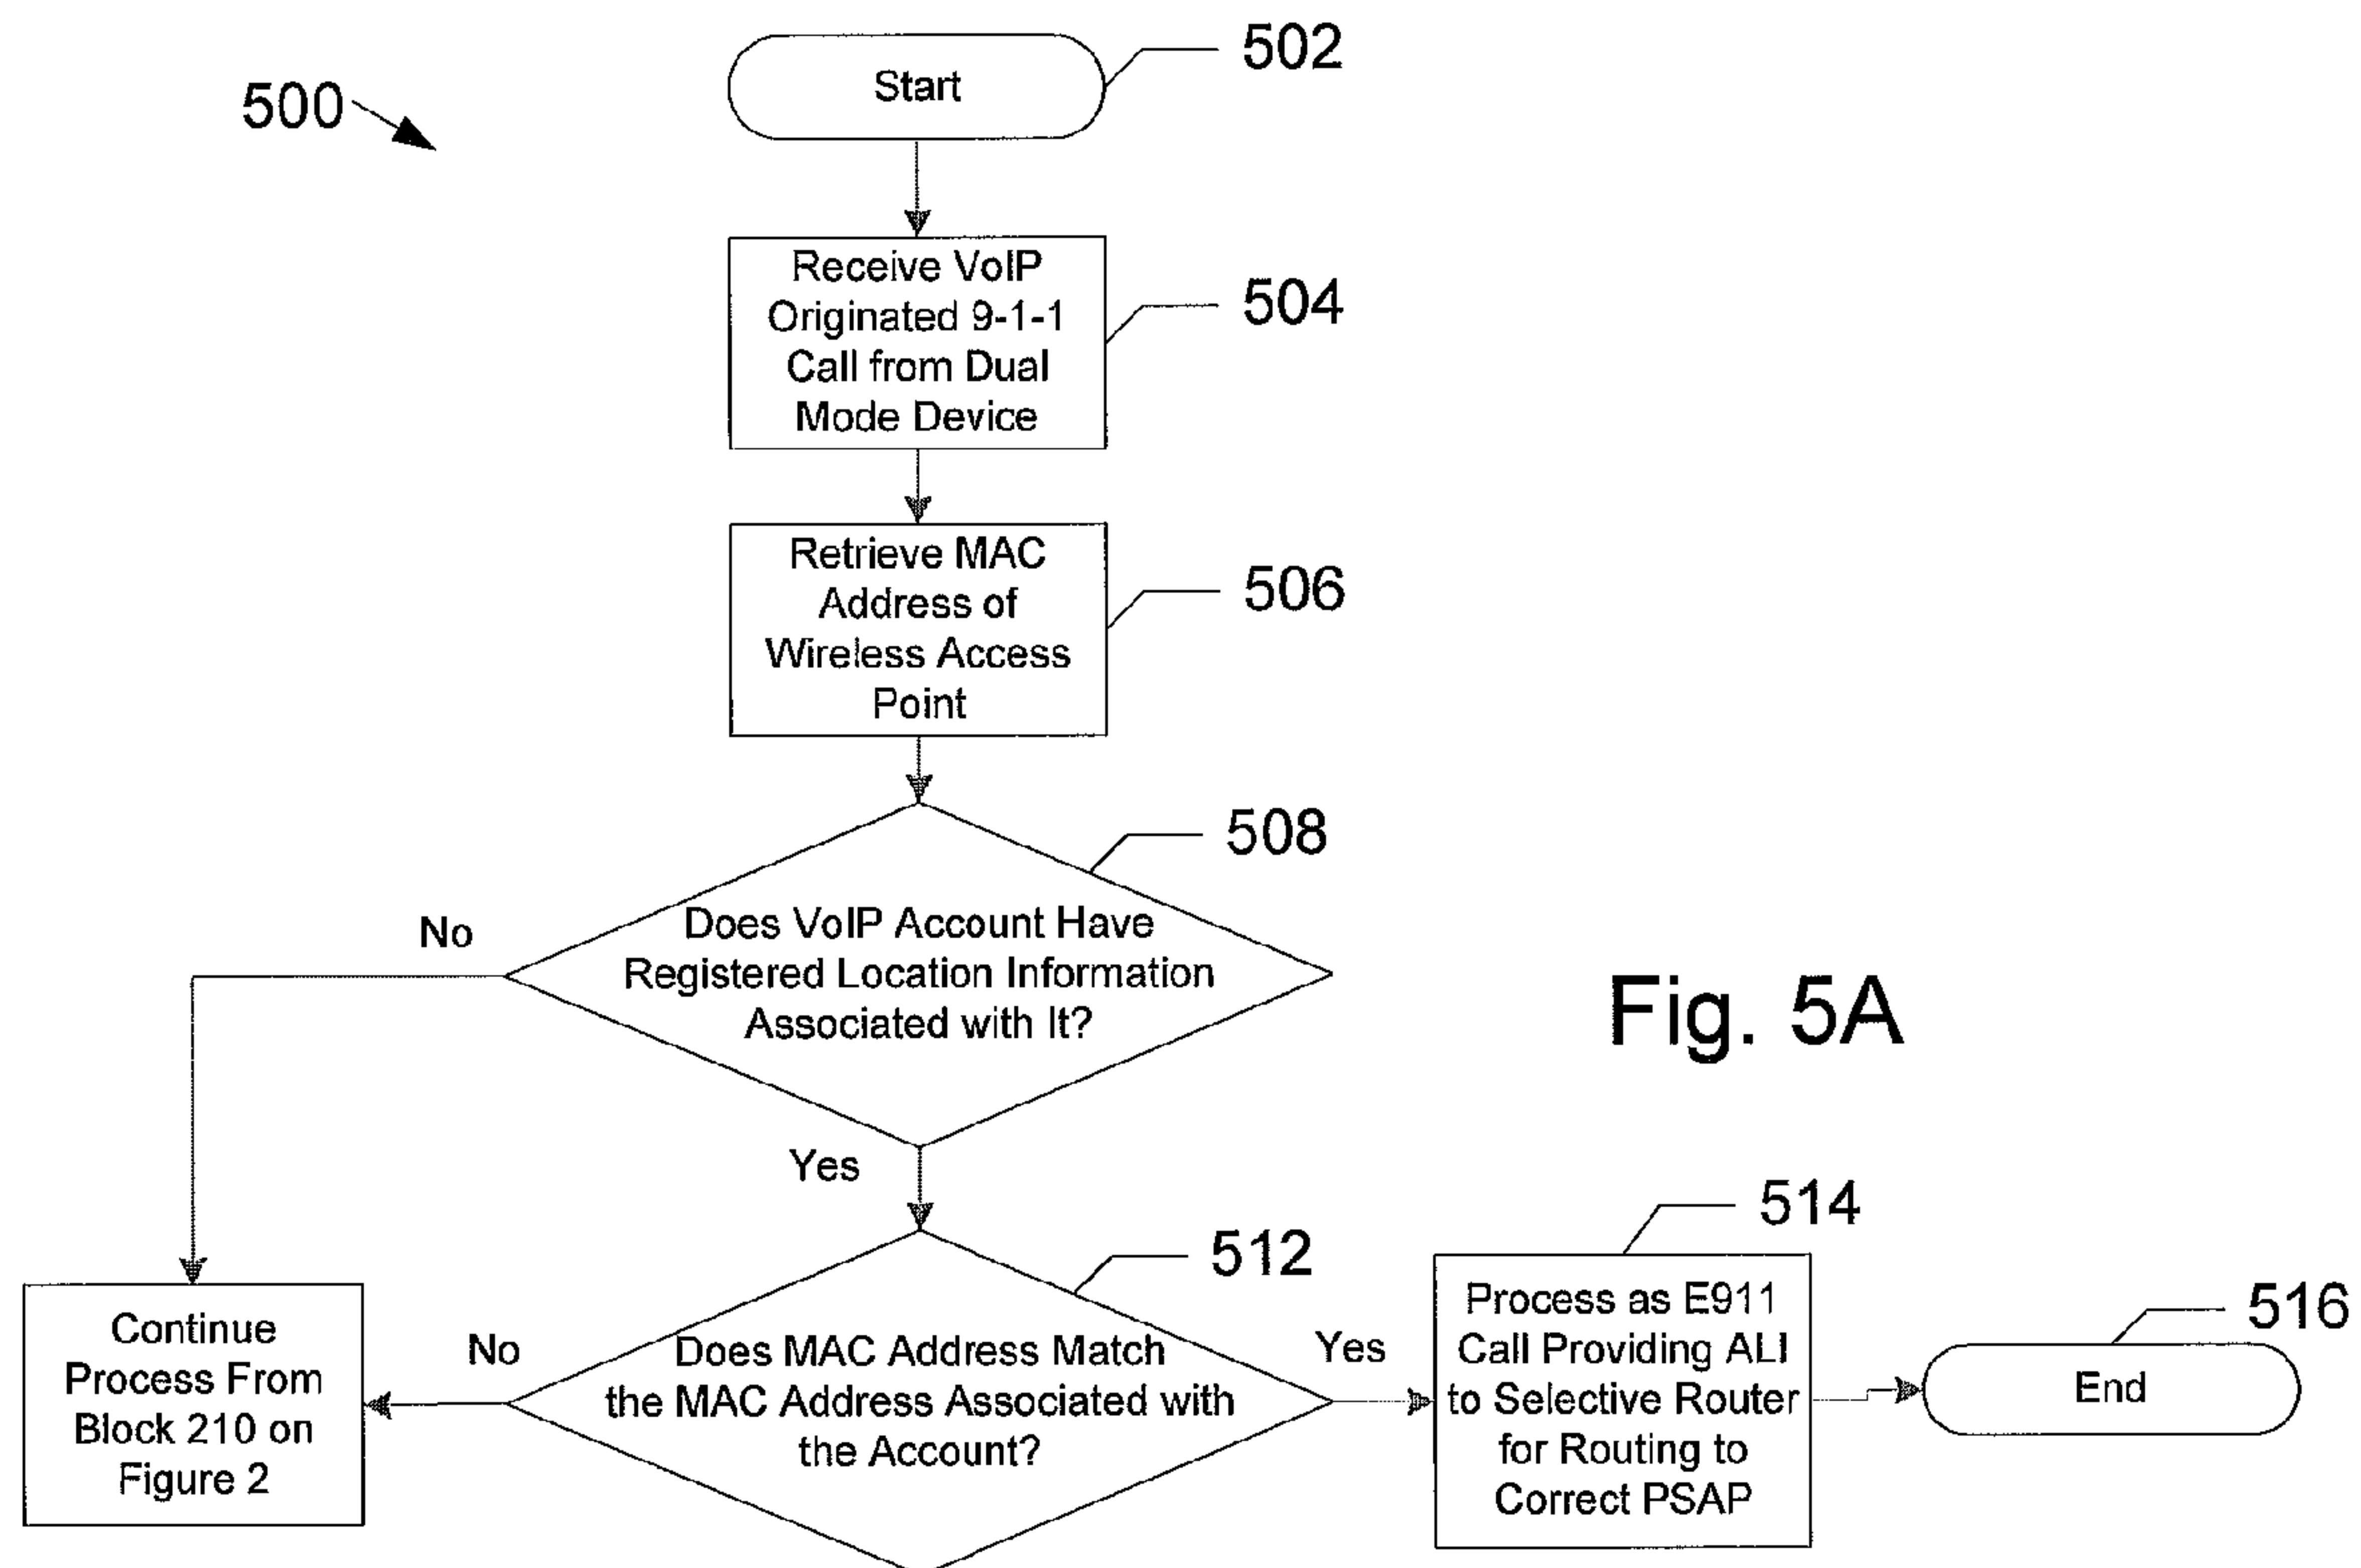 500
Start
502
Receive VoIP
Originated 9-1-1
Call from Dual
Mode Device
504
Retrieve MAC
Address of
Wireless Access
Point
506
508
Does VoIP Account Have
Registered Location Information
Associated with It?
No
Yes
Fig. 5A
Continue
Process From
Block 210 on
Figure 2
No
512
Does MAC Address Match
the MAC Address Associated with
the Account?
Yes
514
Process as E911
Call Providing ALI
to Selective Router
for Routing to
Correct PSAP
516
End